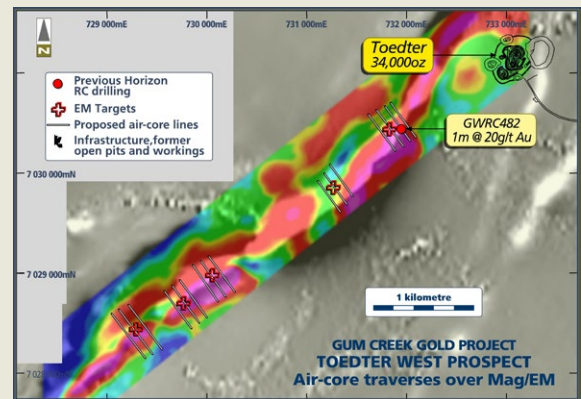 729 000mE
730 000mE
731 000mE
732 000mE
733 000mE
N
Previous Horizon
RC drilling
EM Targets
Proposed air-core lines
Infrastructure,former
open pits and workings
Toedter
34,000oz
GWRC482
1m @ 20g/t Au
7 030 000mN
7 029 000mN
1 kilometre
GUM CREEK GOLD PROJECT
TOEDTER WEST PROSPECT
Air-core traverses over Mag/EM